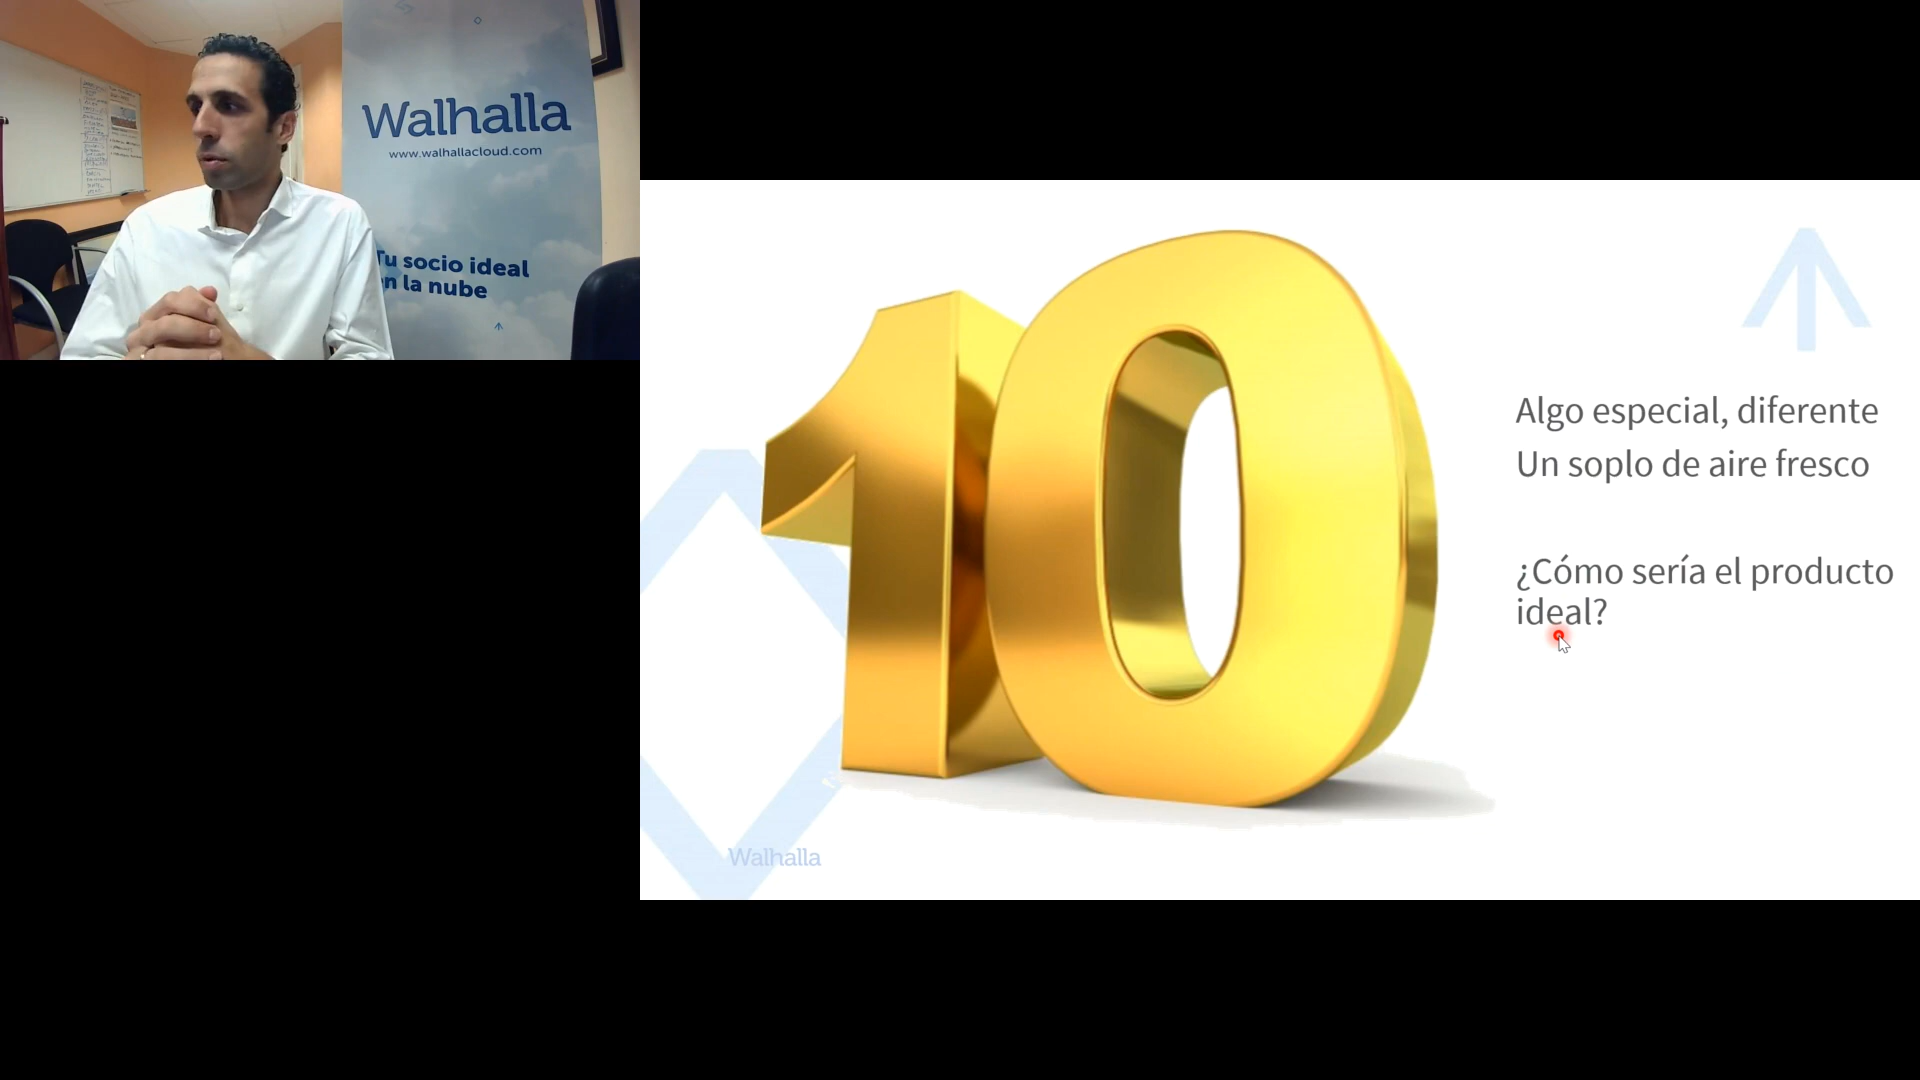 Walhalla
www.walhallacloud.com
Tu socio ideal
en la nube
10
Algo especial, diferente
Un soplo de aire fresco
¿Cómo sería el producto
ideal?
Walhalla